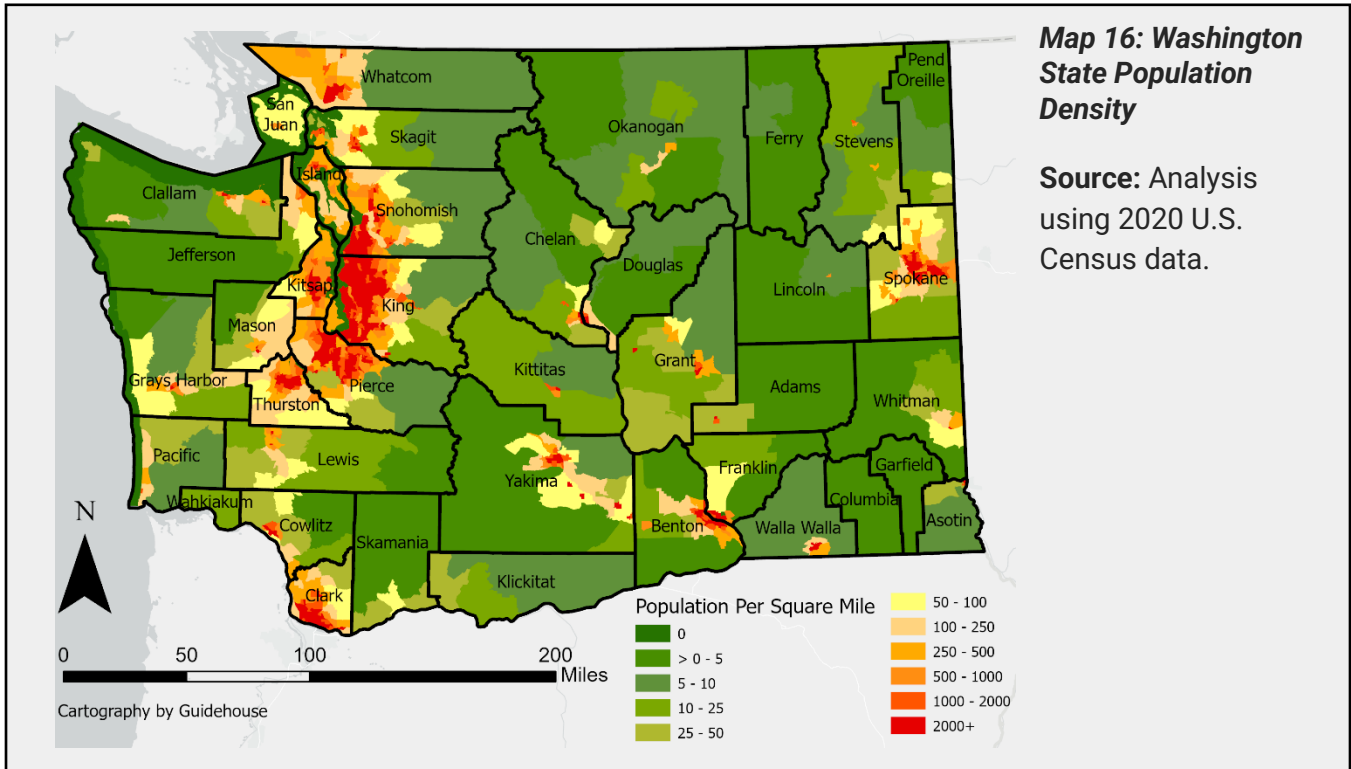 Map 16: Washington
State Population
Density
Source: Analysis
using 2020 U.S.
Census data.
Whatcom
Pend
Oreille
San
Juan
Okanogan
Ferry
Stevens
Skagit
Island
Clallam
Snohomish
Chelan
Jefferson
Douglas
Spokane
Kitsap
King
Lincoln
Mason
Grant
Kittitas
Grays Harbor
Pierce
Adams
Whitman
Thurston
Pacific
Lewis
Franklin
Garfield
Yakima
Wahkiakum
Columbia
Cowlitz
Benton
Walla Walla
Asotin
Skamania
Klickitat
Clark
N
Population Per Square Mile
0
> 0 - 5
5 - 10
10 - 25
25 - 50
50 - 100
100 - 250
250 - 500
500 - 1000
1000 - 2000
2000+
0 50 100 200
Miles
Cartography by Guidehouse